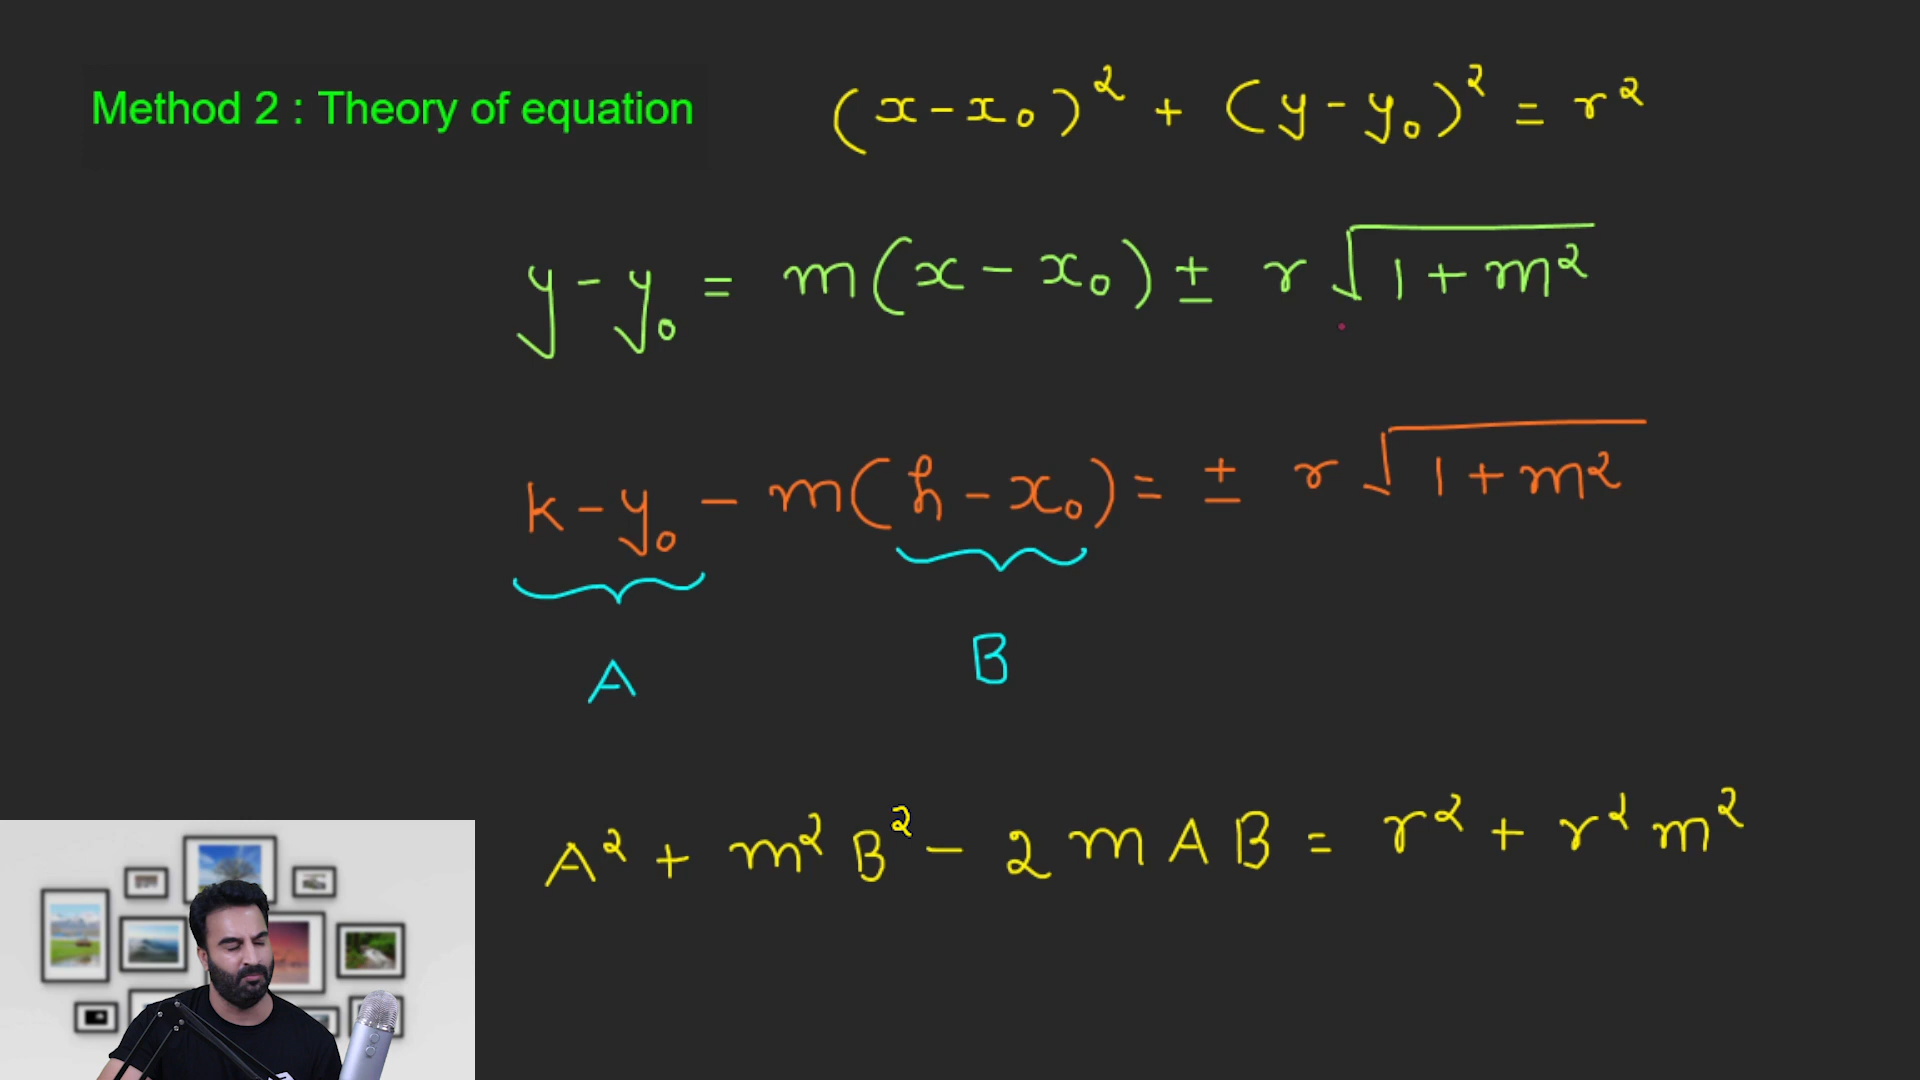 Method 2 : Theory of equation
(x - x₀)² + (y - y₀)² = r²
y - y₀ = m(x - x₀) ± r√(1 + m²)
k - y₀ - m(h - x₀) = ± r√(1 + m²)
A B
A² + m²B² - 2mAB = r² + r²m²